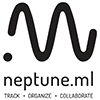 neptune.ml
TRACK • ORGANIZE • COLLABORATE